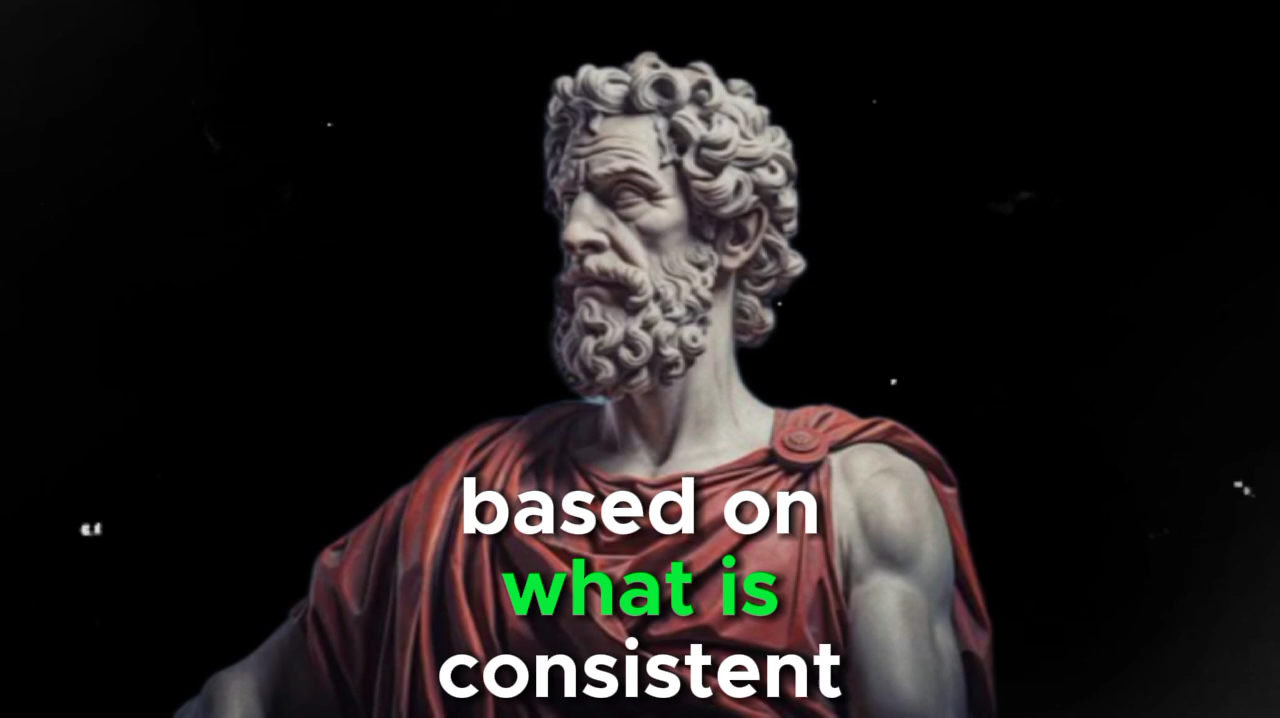 based on
what is
consistent